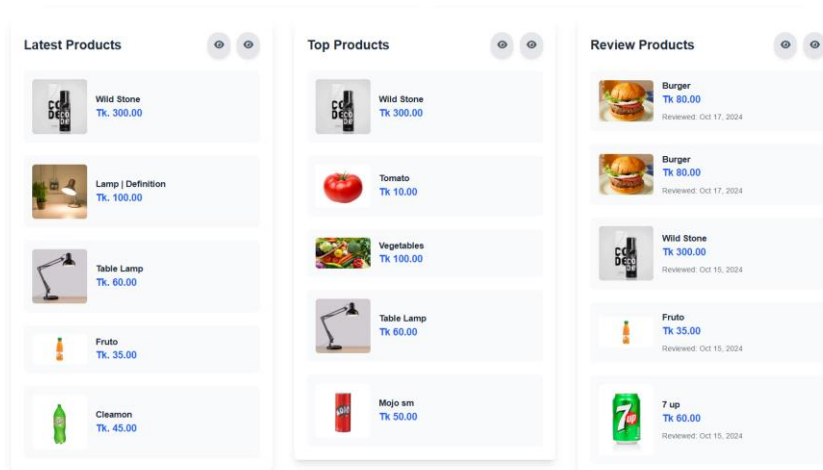 Latest Products
Wild Stone
Tk. 300.00
Lamp | Definition
Tk. 100.00
Table Lamp
Tk. 60.00
Fruto
Tk. 35.00
Cleamon
Tk. 45.00
Top Products
Wild Stone
Tk 300.00
Tomato
Tk 10.00
Vegetables
Tk 100.00
Table Lamp
Tk 60.00
Mojo sm
Tk 50.00
Review Products
Burger
Tk 80.00
Reviewed: Oct 17, 2024
Burger
Tk 80.00
Reviewed: Oct 17, 2024
Wild Stone
Tk 300.00
Reviewed: Oct 15, 2024
Fruto
Tk 35.00
Reviewed: Oct 15, 2024
7 up
Tk 60.00
Reviewed: Oct 15, 2024